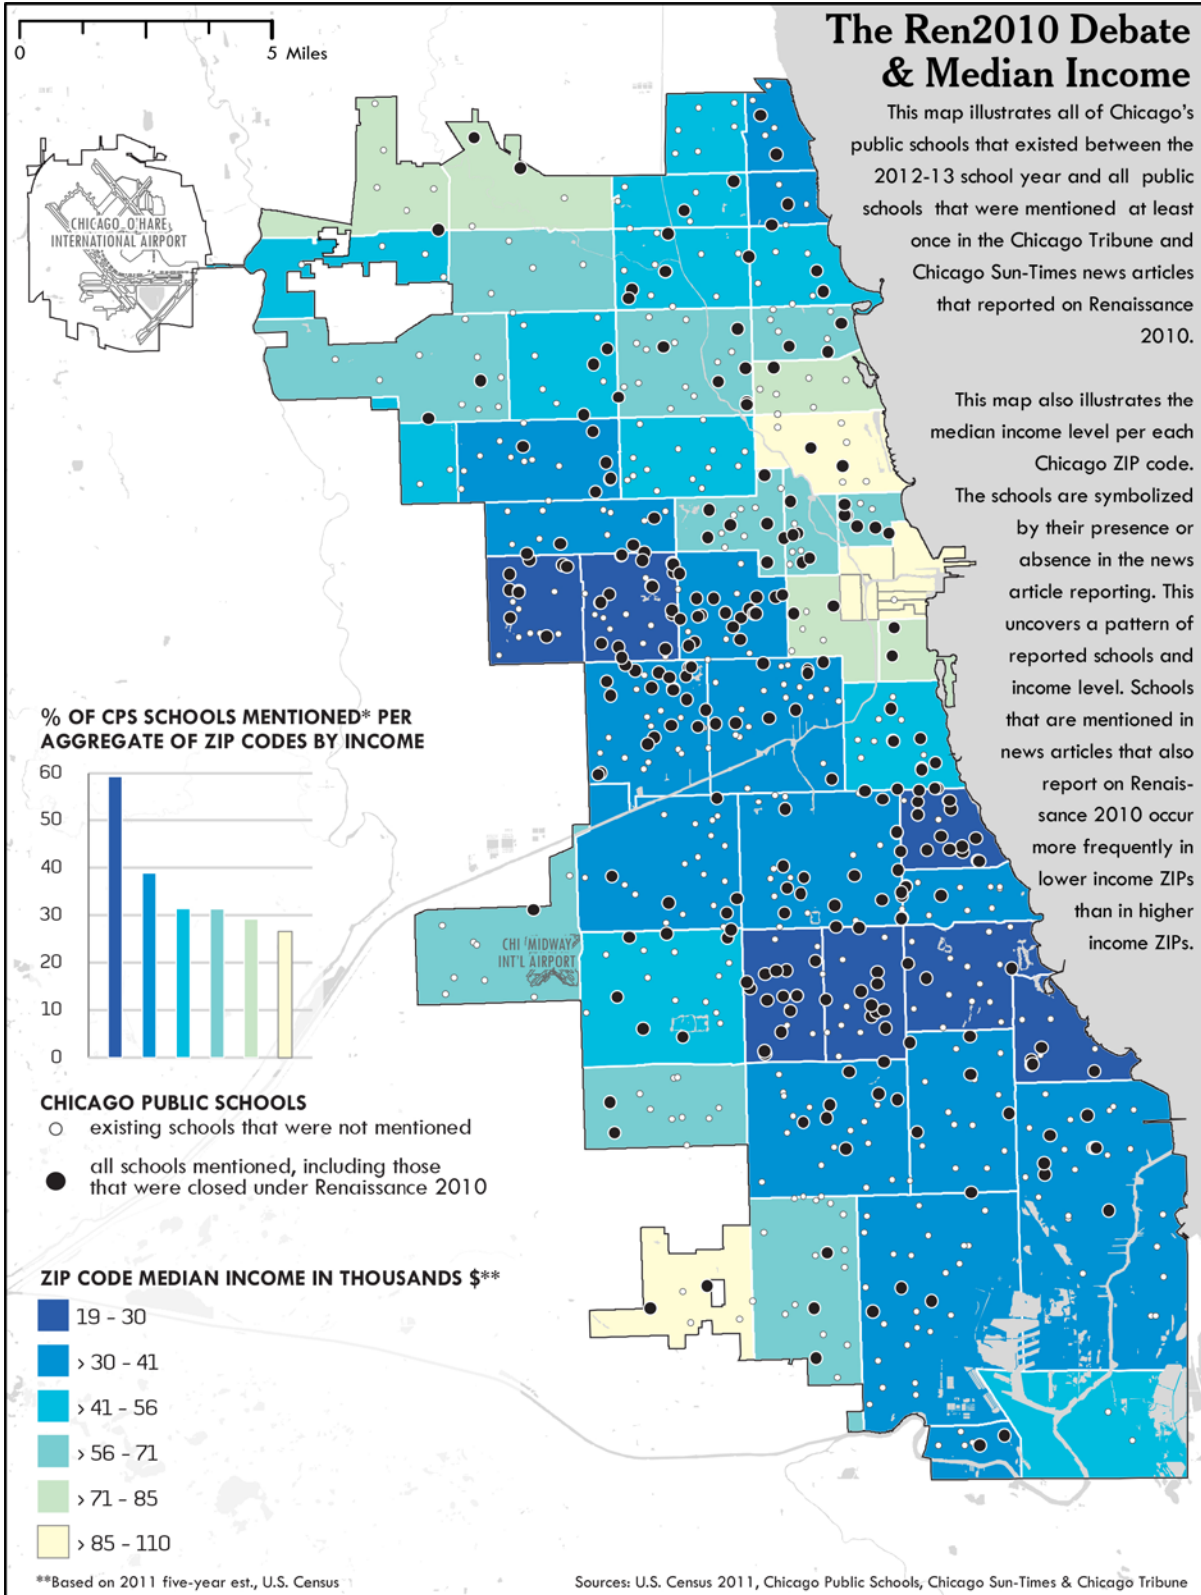 The Ren2010 Debate
& Median Income
0
5 Miles
This map illustrates all of Chicago's
public schools that existed between the
2012-13 school year and all public
schools that were mentioned at least
once in the Chicago Tribune and
Chicago Sun-Times news articles
that reported on Renaissance
2010.
This map also illustrates the
median income level per each
Chicago ZIP code.
The schools are symbolized
by their presence or
absence in the news
article reporting. This
uncovers a pattern of
reported schools and
income level. Schools
that are mentioned in
news articles that also
report on Renais-
sance 2010 occur
more frequently in
lower income ZIPs
than in higher
income ZIPs.
CHICAGO O'HARE
INTERNATIONAL AIRPORT
CHI MIDWAY
INT'L AIRPORT
% OF CPS SCHOOLS MENTIONED* PER
AGGREGATE OF ZIP CODES BY INCOME
60
50
40
30
20
10
0
CHICAGO PUBLIC SCHOOLS
existing schools that were not mentioned
all schools mentioned, including those
that were closed under Renaissance 2010
ZIP CODE MEDIAN INCOME IN THOUSANDS $**
19 - 30
> 30 - 41
> 41 - 56
> 56 - 71
> 71 - 85
> 85 - 110
**Based on 2011 five-year est., U.S. Census
Sources: U.S. Census 2011, Chicago Public Schools, Chicago Sun-Times & Chicago Tribune